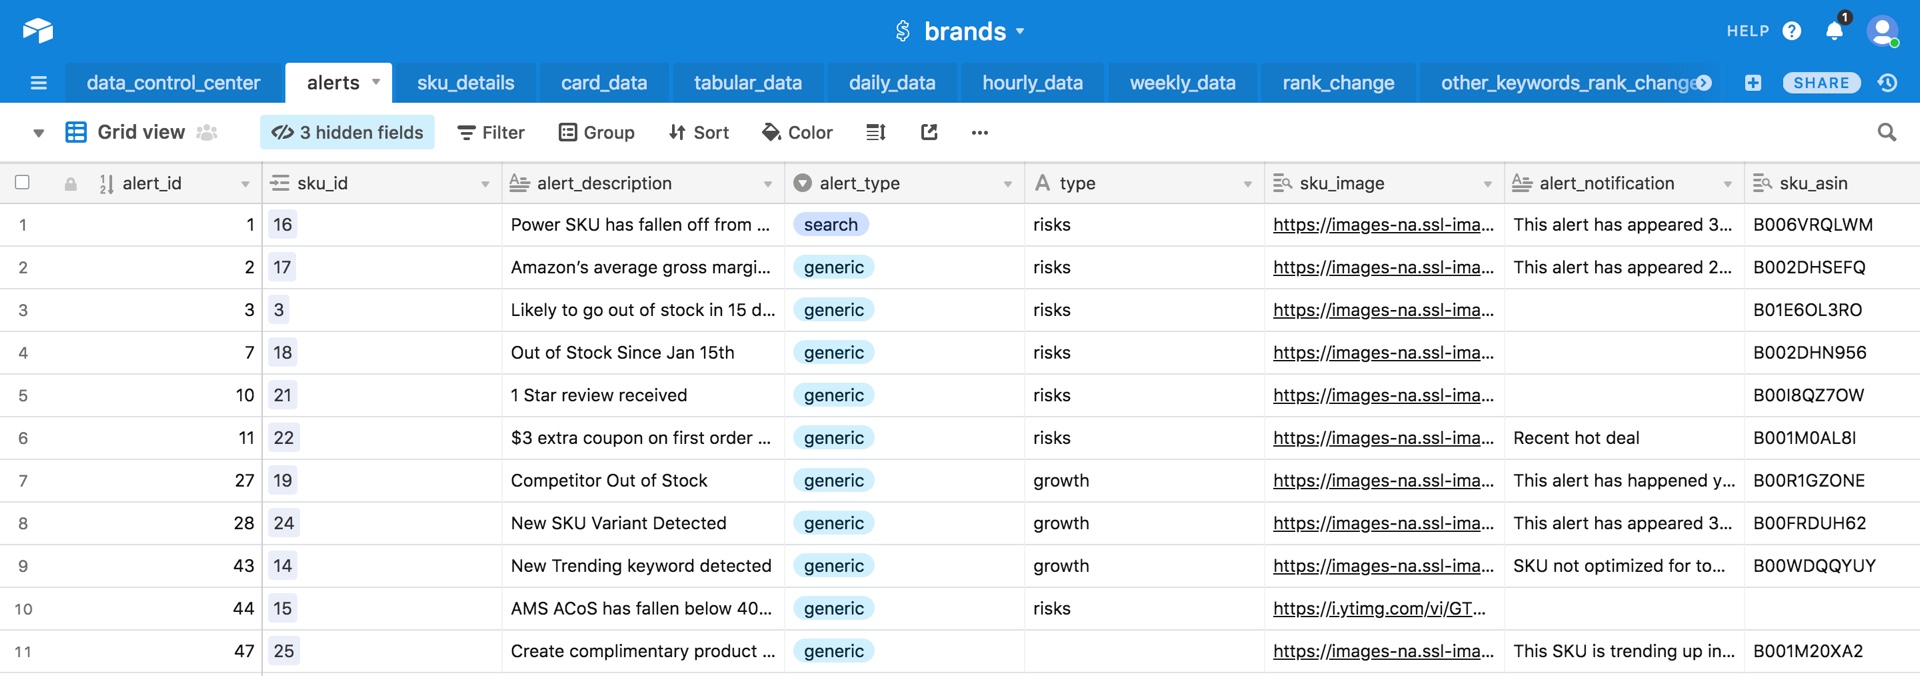 brands
HELP
1
data_control_center alerts sku_details card_data tabular_data daily_data hourly_data weekly_data rank_change other_keywords_rank_change SHARE
Grid view 3 hidden fields Filter Group Sort Color
alert_id sku_id alert_description alert_type type sku_image alert_notification sku_asin
1 1 16 Power SKU has fallen off from ... search risks https://images-na.ssl-ima... This alert has appeared 3... B006VRQLWM
2 2 17 Amazon’s average gross margi... generic risks https://images-na.ssl-ima... This alert has appeared 2... B002DHSEFQ
3 3 3 Likely to go out of stock in 15 d... generic risks https://images-na.ssl-ima... B01E6OL3RO
4 7 18 Out of Stock Since Jan 15th generic risks https://images-na.ssl-ima... B002DHN956
5 10 21 1 Star review received generic risks https://images-na.ssl-ima... B00I8QZ7OW
6 11 22 $3 extra coupon on first order ... generic risks https://images-na.ssl-ima... Recent hot deal B001M0AL8I
7 27 19 Competitor Out of Stock generic growth https://images-na.ssl-ima... This alert has happened y... B00R1GZONE
8 28 24 New SKU Variant Detected generic growth https://images-na.ssl-ima... This alert has appeared 3... B00FRDUH62
9 43 14 New Trending keyword detected generic growth https://images-na.ssl-ima... SKU not optimized for to... B00WDQQYUY
10 44 15 AMS ACoS has fallen below 40... generic risks https://i.ytimg.com/vi/GT...
11 47 25 Create complimentary product ... generic https://images-na.ssl-ima... This SKU is trending up in... B001M20XA2